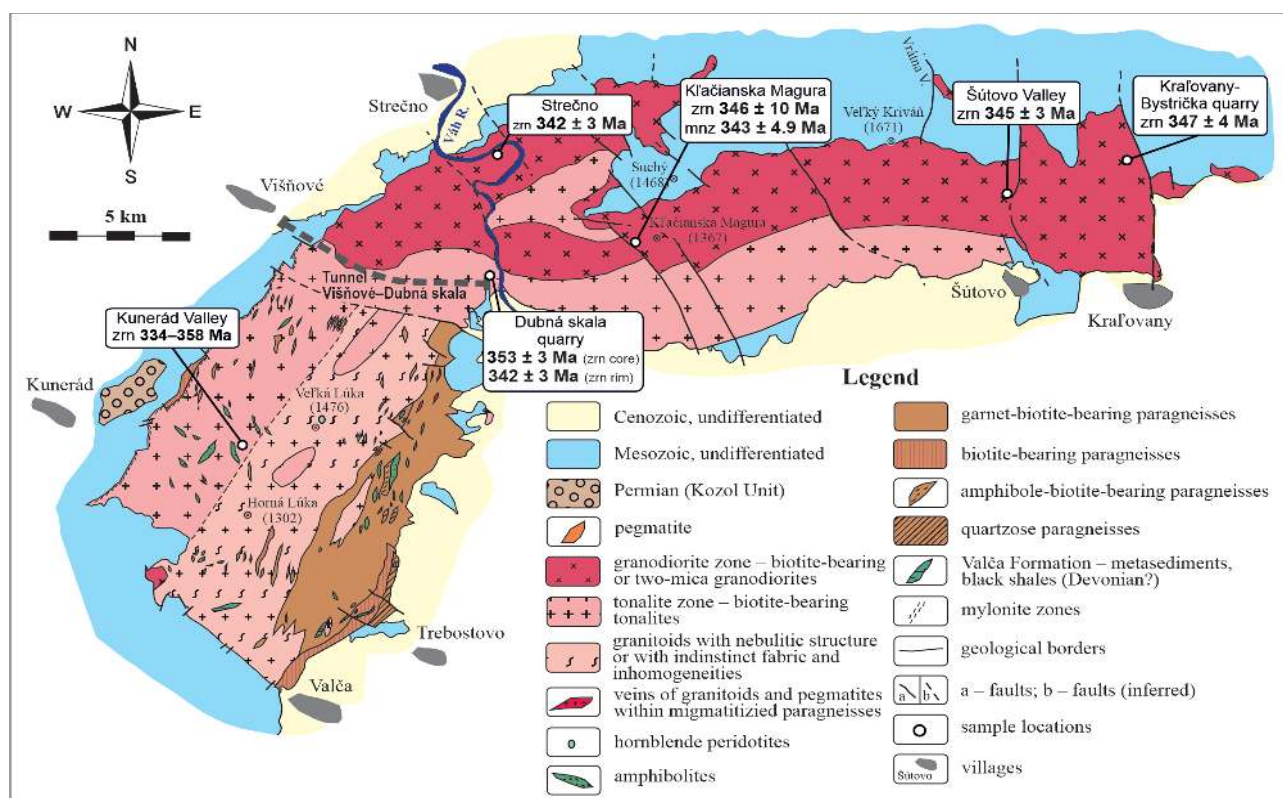 N
W
E
S
5 km
Strečno
Váh R.
Višňové
Kunerád
Strečno
zrn 342 ± 3 Ma
Kľačianska Magura
zrn 346 ± 10 Ma
mnz 343 ± 4.9 Ma
Vrátna V.
Veľký Kriváň
(1671)
Šútovo Valley
zrn 345 ± 3 Ma
Kraľovany-
Bystrička quarry
zrn 347 ± 4 Ma
Suchý
(1468)
Kľačianska Magura
(1367)
Tunnel
Višňové–Dubná skala
Kunerád Valley
zrn 334–358 Ma
Dubná skala
quarry
353 ± 3 Ma (zrn core)
342 ± 3 Ma (zrn rim)
Šútovo
Kraľovany
Veľká Lúka
(1476)
Horná Lúka
(1302)
Trebostovo
Valča
Legend
Cenozoic, undifferentiated
Mesozoic, undifferentiated
Permian (Kozol Unit)
pegmatite
granodiorite zone – biotite-bearing
or two-mica granodiorites
tonalite zone – biotite-bearing
tonalites
granitoids with nebulitic structure
or with indinstinct fabric and
inhomogeneities
veins of granitoids and pegmatites
within migmatitizied paragneisses
hornblende peridotites
amphibolites
garnet-biotite-bearing paragneisses
biotite-bearing paragneisses
amphibole-biotite-bearing paragneisses
quartzose paragneisses
Valča Formation – metasediments,
black shales (Devonian?)
mylonite zones
geological borders
a b
a – faults; b – faults (inferred)
sample locations
Šútovo
villages